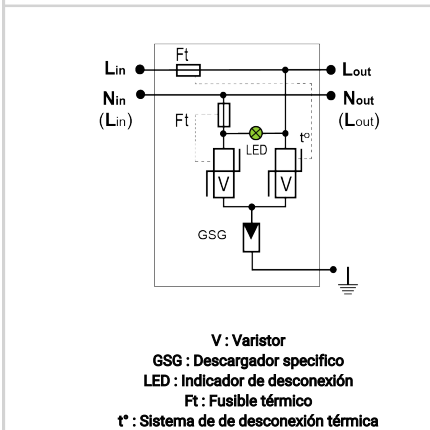 Ft
Lin Lout
Nin Nout
(Lin) Ft (Lout)
t°
LED
V V
GSG
V : Varistor
GSG : Descargador specifico
LED : Indicador de desconexión
Ft : Fusible térmico
t° : Sistema de de desconexión térmica